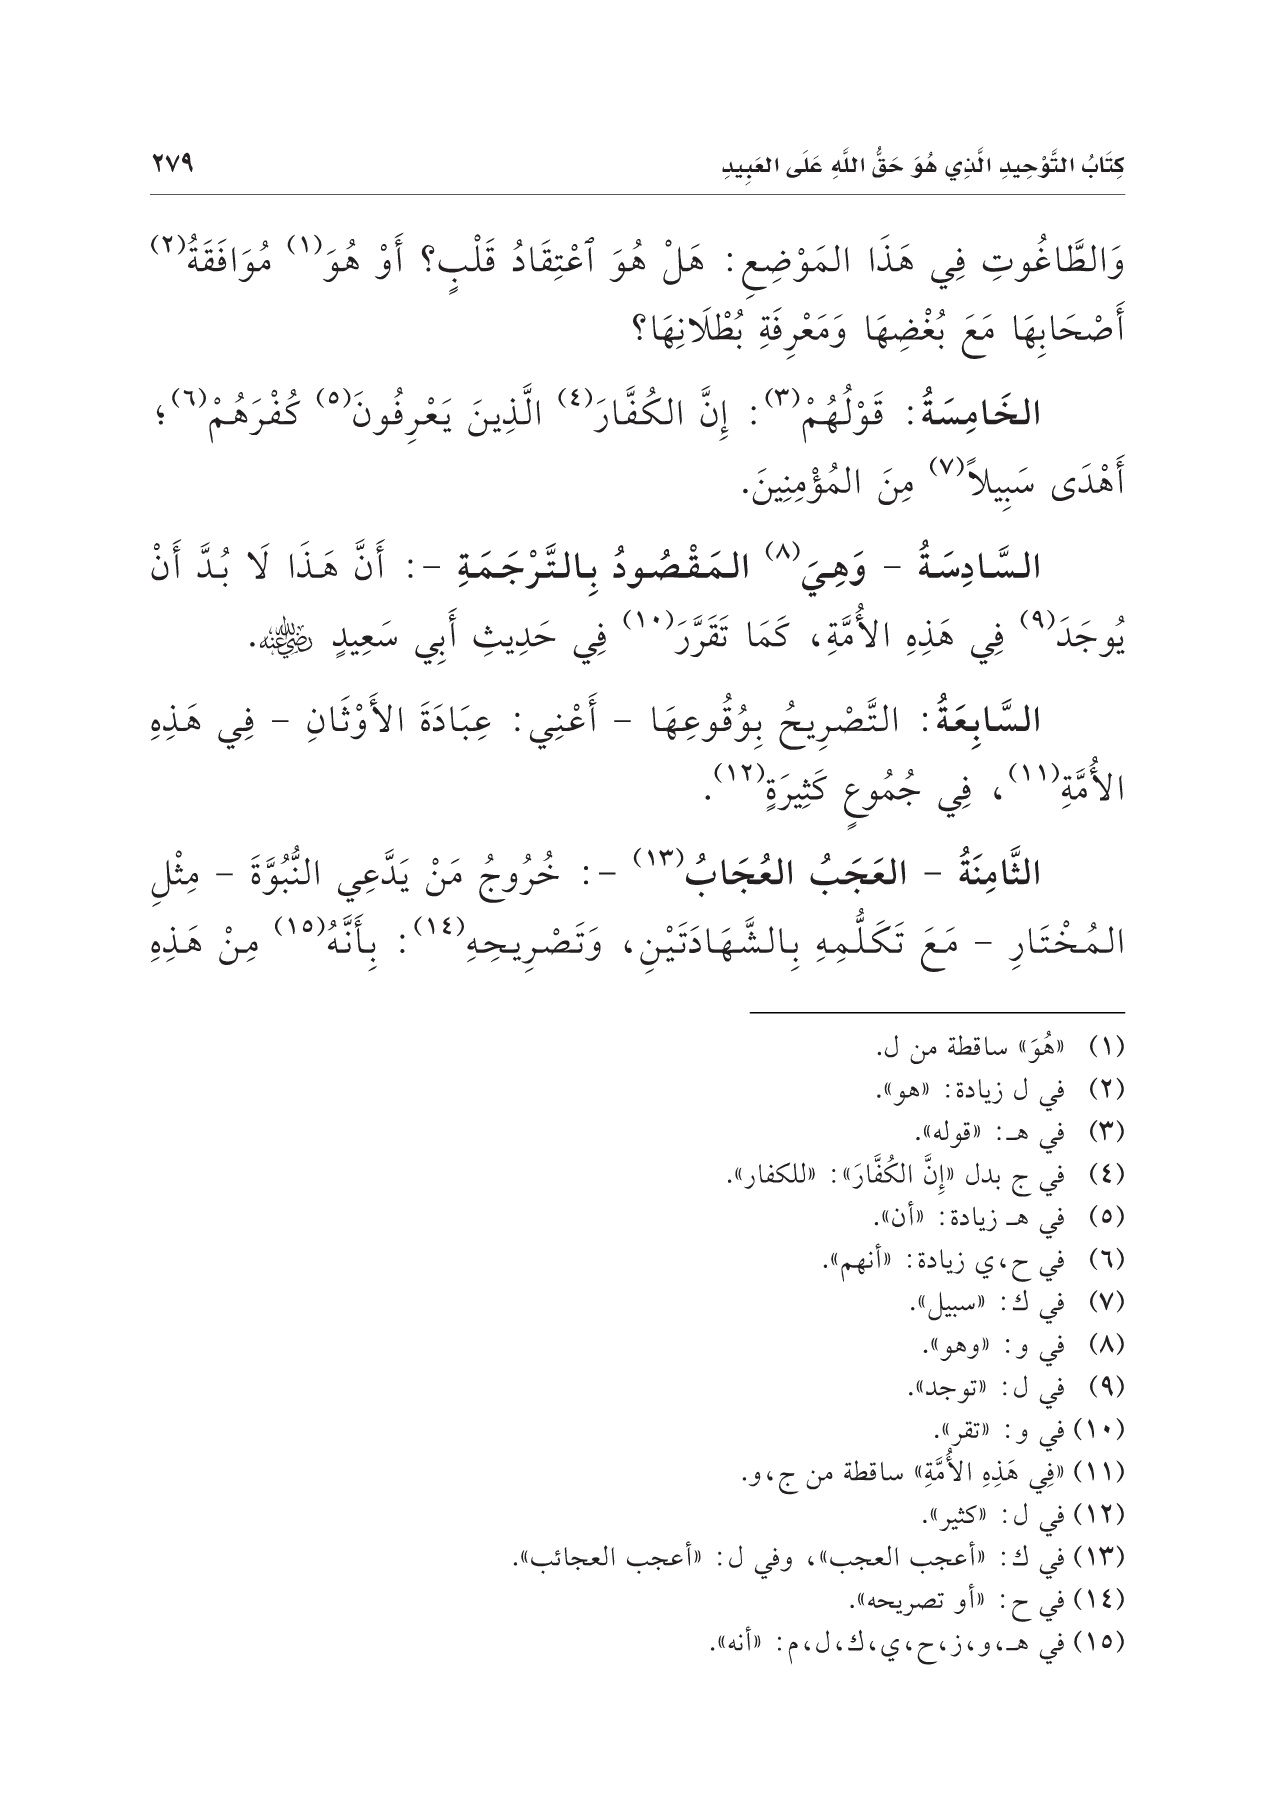 كِتَابُ التَّوْحِيدِ الَّذِي هُوَ حَقُّ اللَّهِ عَلَى العَبِيدِ ٢٧٩
وَالطَّاغُوتِ فِي هَذَا المَوْضِعِ: هَلْ هُوَ ٱعْتِقَادُ قَلْبٍ؟ أَوْ هُوَ(١) مُوَافَقَةُ(٢)
أَصْحَابِهَا مَعَ بُغْضِهَا وَمَعْرِفَةِ بُطْلَانِهَا؟
الخَامِسَةُ: قَوْلُهُمْ(٣): إِنَّ الكُفَّارَ(٤) الَّذِينَ يَعْرِفُونَ(٥) كُفْرَهُمْ(٦)؛
أَهْدَى سَبِيلاً(٧) مِنَ المُؤْمِنِينَ.
السَّادِسَةُ – وَهِيَ(٨) المَقْصُودُ بِالتَّرْجَمَةِ –: أَنَّ هَذَا لَا بُدَّ أَنْ
يُوجَدَ(٩) فِي هَذِهِ الأُمَّةِ، كَمَا تَقَرَّرَ(١٠) فِي حَدِيثِ أَبِي سَعِيدٍ رضي الله عنه.
السَّابِعَةُ: التَّصْرِيحُ بِوُقُوعِهَا – أَعْنِي: عِبَادَةَ الأَوْثَانِ – فِي هَذِهِ
الأُمَّةِ(١١)، فِي جُمُوعٍ كَثِيرَةٍ(١٢).
الثَّامِنَةُ – العَجَبُ العُجَابُ(١٣) –: خُرُوجُ مَنْ يَدَّعِي النُّبُوَّةَ – مِثْلِ
المُخْتَارِ – مَعَ تَكَلُّمِهِ بِالشَّهَادَتَيْنِ، وَتَصْرِيحِهِ(١٤): بِأَنَّهُ(١٥) مِنْ هَذِهِ
(١) «هُوَ» ساقطة من ل.
(٢) في ل زيادة: «هو».
(٣) في هـ: «قوله».
(٤) في ج بدل «إِنَّ الكُفَّارَ»: «للكفار».
(٥) في هـ زيادة: «أن».
(٦) في ح،ي زيادة: «أنهم».
(٧) في ك: «سبيل».
(٨) في و: «وهو».
(٩) في ل: «توجد».
(١٠) في و: «تقر».
(١١) «فِي هَذِهِ الأُمَّةِ» ساقطة من ج،و.
(١٢) في ل: «كثير».
(١٣) في ك: «أعجب العجب»، وفي ل: «أعجب العجائب».
(١٤) في ح: «أو تصريحه».
(١٥) في هـ،و،ز،ح،ي،ك،ل،م: «أنه».